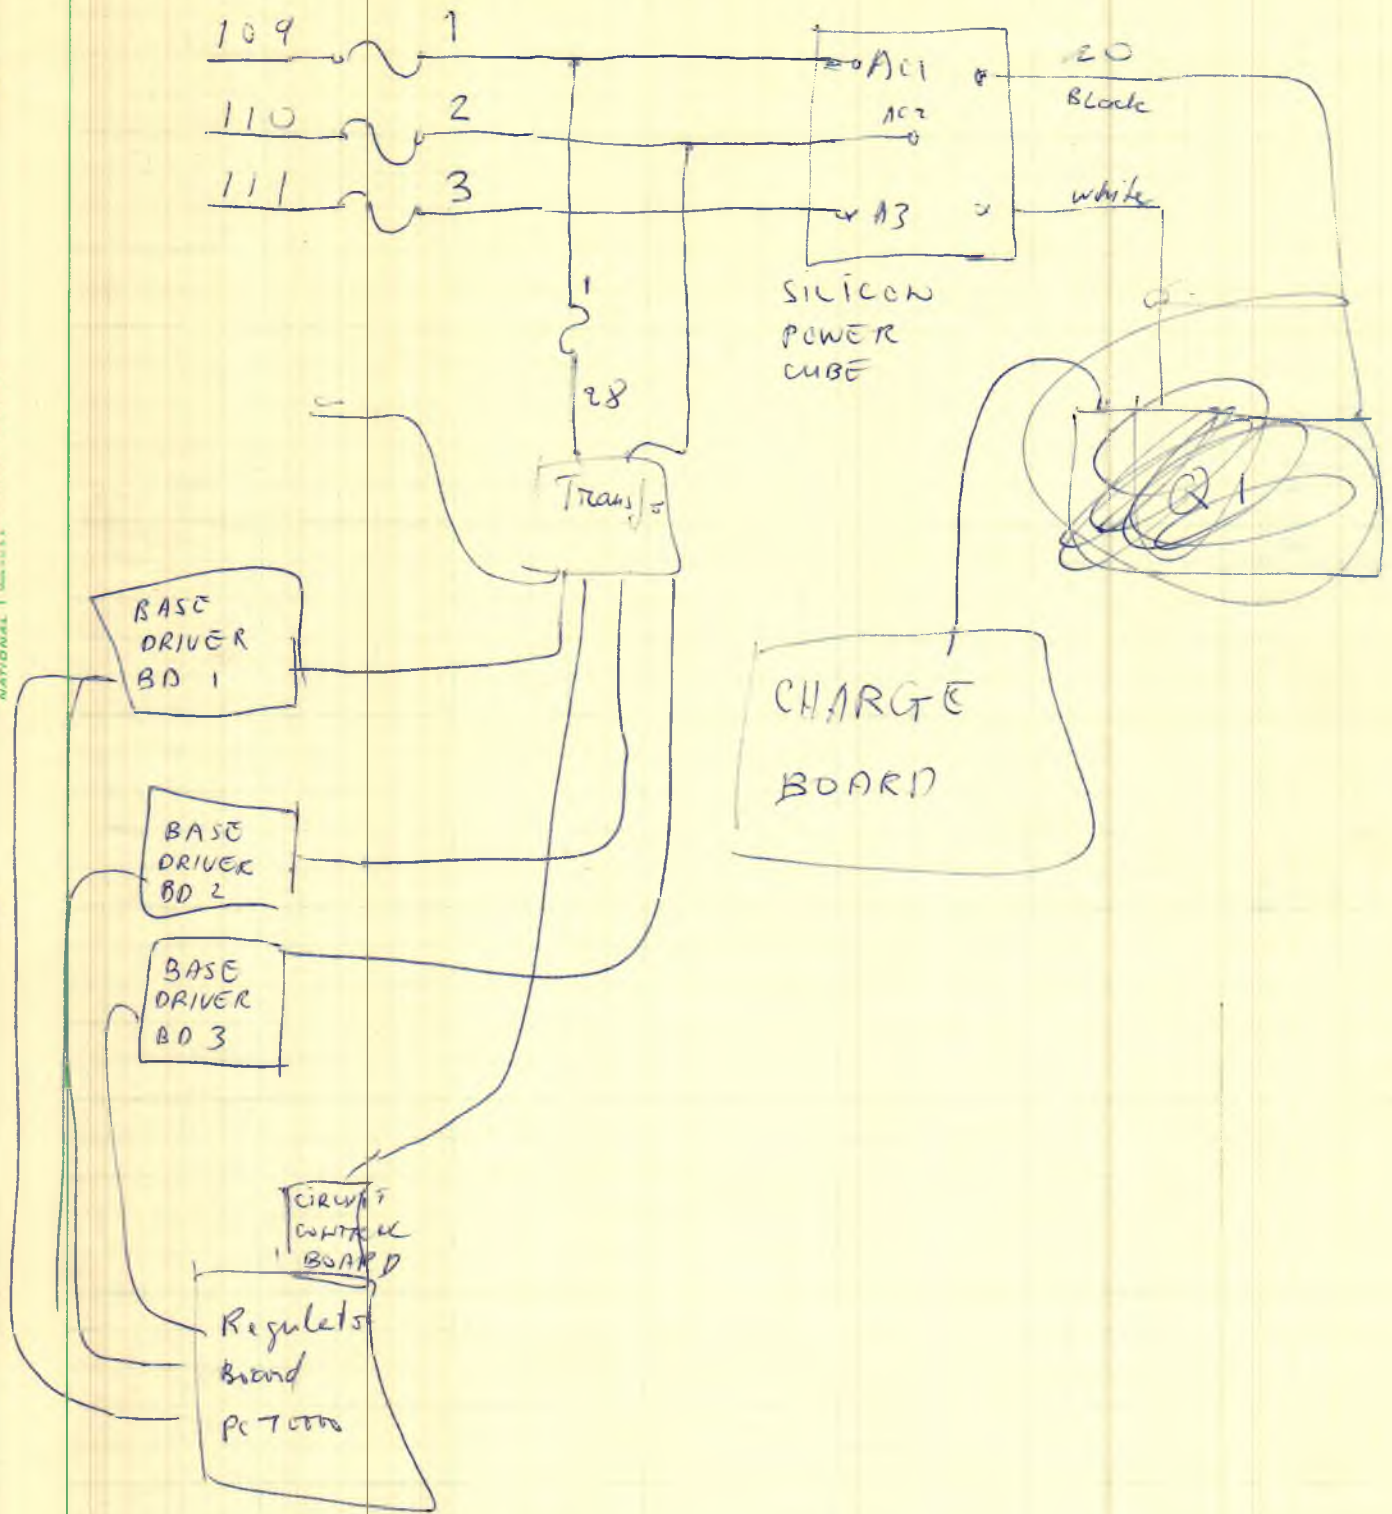 109 1
110 2
111 3
AC1
AC2
A3
20
Black
white
SILICON
POWER
CUBE
1
28
Trans/=
Q1
BASE
DRIVER
BD 1
CHARGE
BOARD
BASE
DRIVER
BD 2
BASE
DRIVER
BD 3
CIRCUIT
CONTROL
BOARD
Regulator
Board
NATIONAL